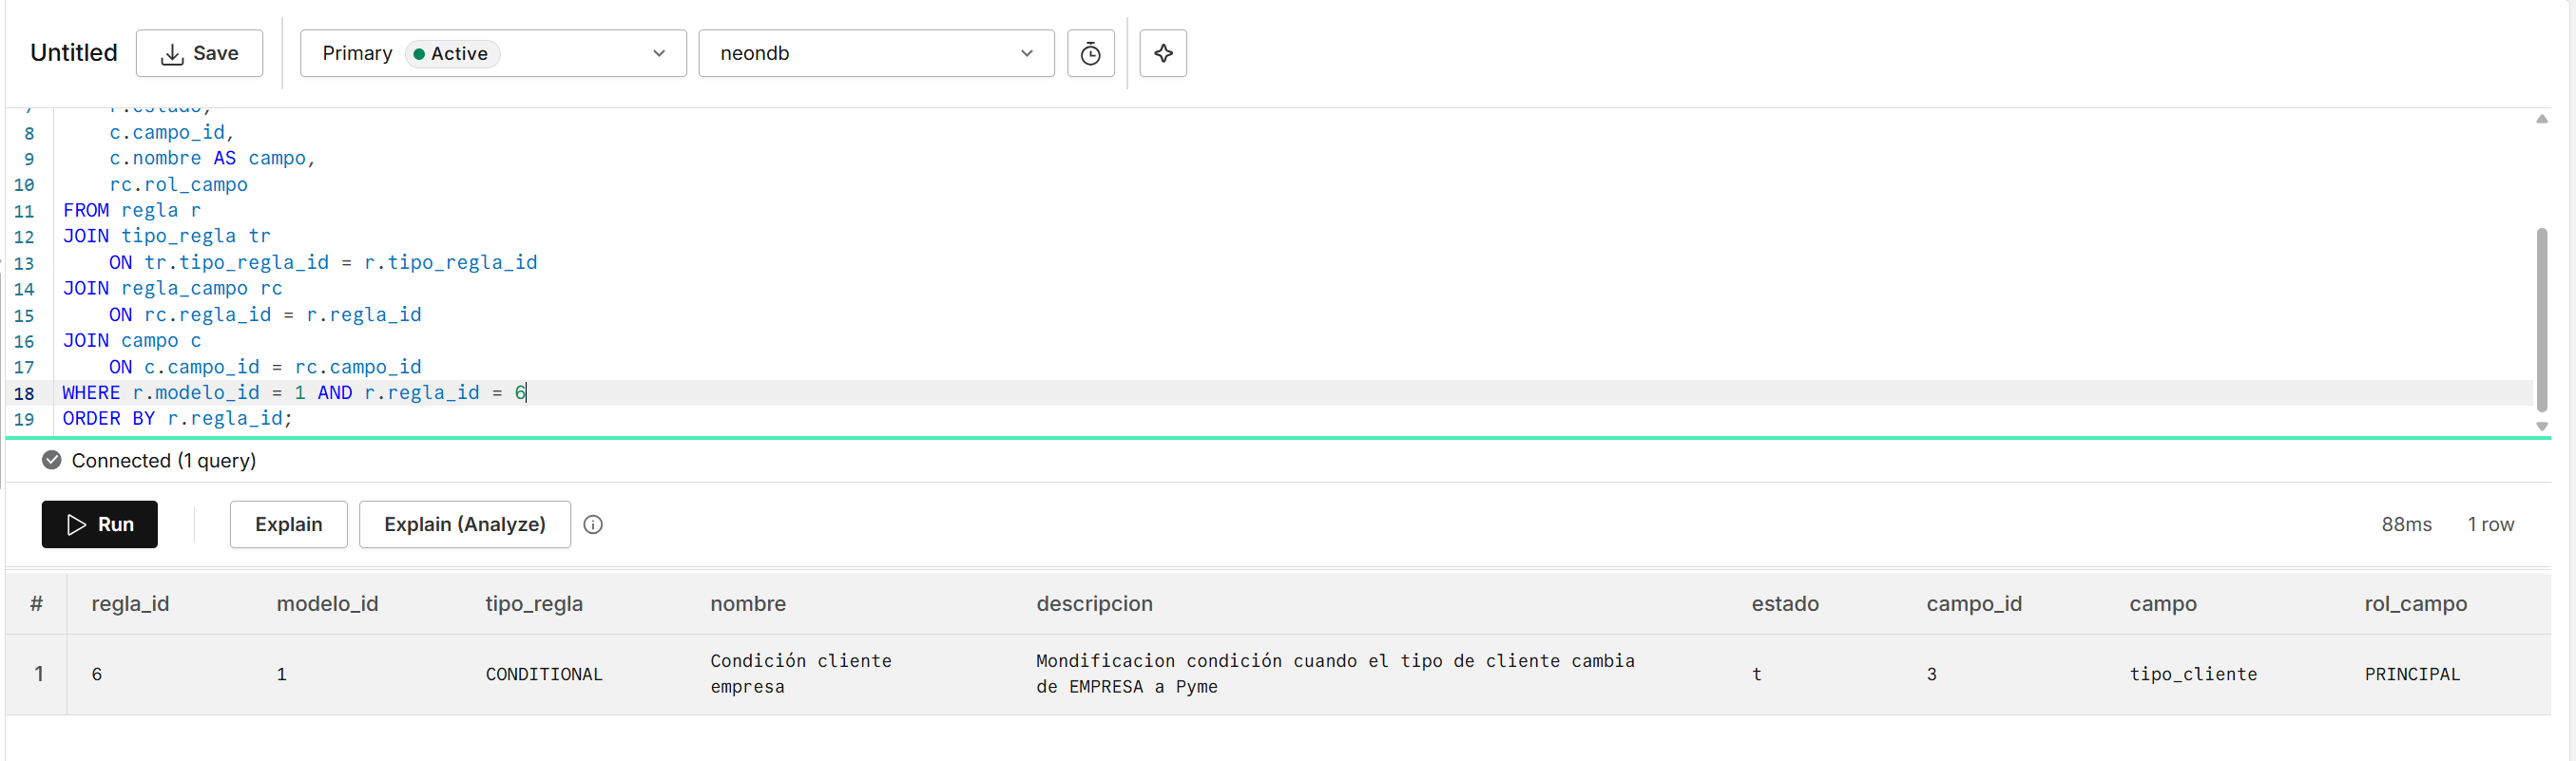 Untitled Save Primary Active neondb
7 r.estado,
8 c.campo_id,
9 c.nombre AS campo,
10 rc.rol_campo
11 FROM regla r
12 JOIN tipo_regla tr
13 ON tr.tipo_regla_id = r.tipo_regla_id
14 JOIN regla_campo rc
15 ON rc.regla_id = r.regla_id
16 JOIN campo c
17 ON c.campo_id = rc.campo_id
18 WHERE r.modelo_id = 1 AND r.regla_id = 6
19 ORDER BY r.regla_id;
Connected (1 query)
Run Explain Explain (Analyze) 88ms 1 row
# regla_id modelo_id tipo_regla nombre descripcion estado campo_id campo rol_campo
1 6 1 CONDITIONAL Condición cliente Mondificacion condición cuando el tipo de cliente cambia t 3 tipo_cliente PRINCIPAL
empresa de EMPRESA a Pyme